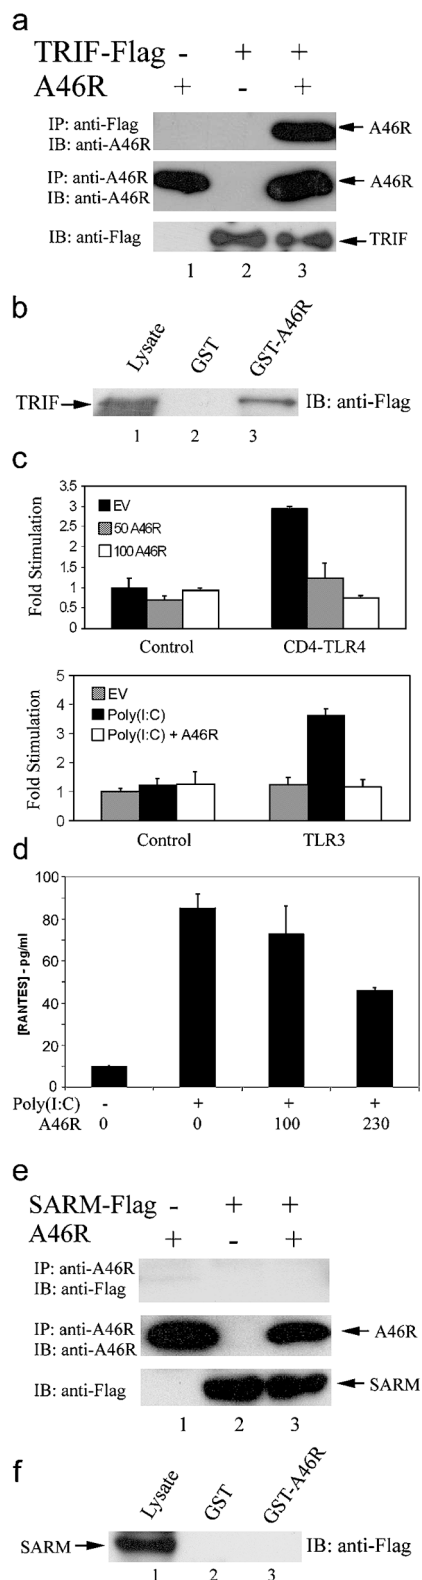 a
TRIF-Flag - + +
A46R + - +
IP: anti-Flag
IB: anti-A46R
A46R
IP: anti-A46R
IB: anti-A46R
A46R
IB: anti-Flag
TRIF
1 2 3
b
Lysate GST GST-A46R
TRIF
IB: anti-Flag
1 2 3
c
Fold Stimulation
3.5
3
2.5
2
1.5
1
0.5
0
EV
50 A46R
100 A46R
Control CD4-TLR4
Fold Stimulation
5
4
3
2
1
0
EV
Poly(I:C)
Poly(I:C) + A46R
Control TLR3
d
[RANTES] - pg/ml
100
80
60
40
20
0
Poly(I:C) - + + +
A46R 0 0 100 230
e
SARM-Flag - + +
A46R + - +
IP: anti-A46R
IB: anti-Flag
IP: anti-A46R
IB: anti-A46R
A46R
IB: anti-Flag
SARM
1 2 3
f
Lysate GST GST-A46R
SARM
IB: anti-Flag
1 2 3